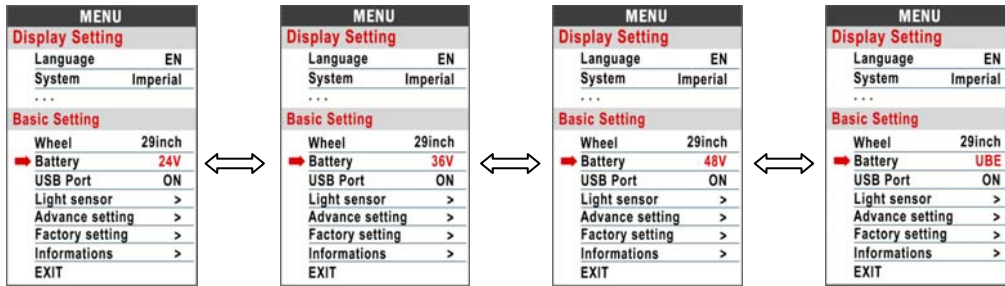 MENU
Display Setting
Language EN
System Imperial
...
Basic Setting
Wheel 29inch
Battery 24V
USB Port ON
Light sensor >
Advance setting >
Factory setting >
Informations >
EXIT
MENU
Display Setting
Language EN
System Imperial
...
Basic Setting
Wheel 29inch
Battery 36V
USB Port ON
Light sensor >
Advance setting >
Factory setting >
Informations >
EXIT
MENU
Display Setting
Language EN
System Imperial
...
Basic Setting
Wheel 29inch
Battery 48V
USB Port ON
Light sensor >
Advance setting >
Factory setting >
Informations >
EXIT
MENU
Display Setting
Language EN
System Imperial
...
Basic Setting
Wheel 29inch
Battery UBE
USB Port ON
Light sensor >
Advance setting >
Factory setting >
Informations >
EXIT